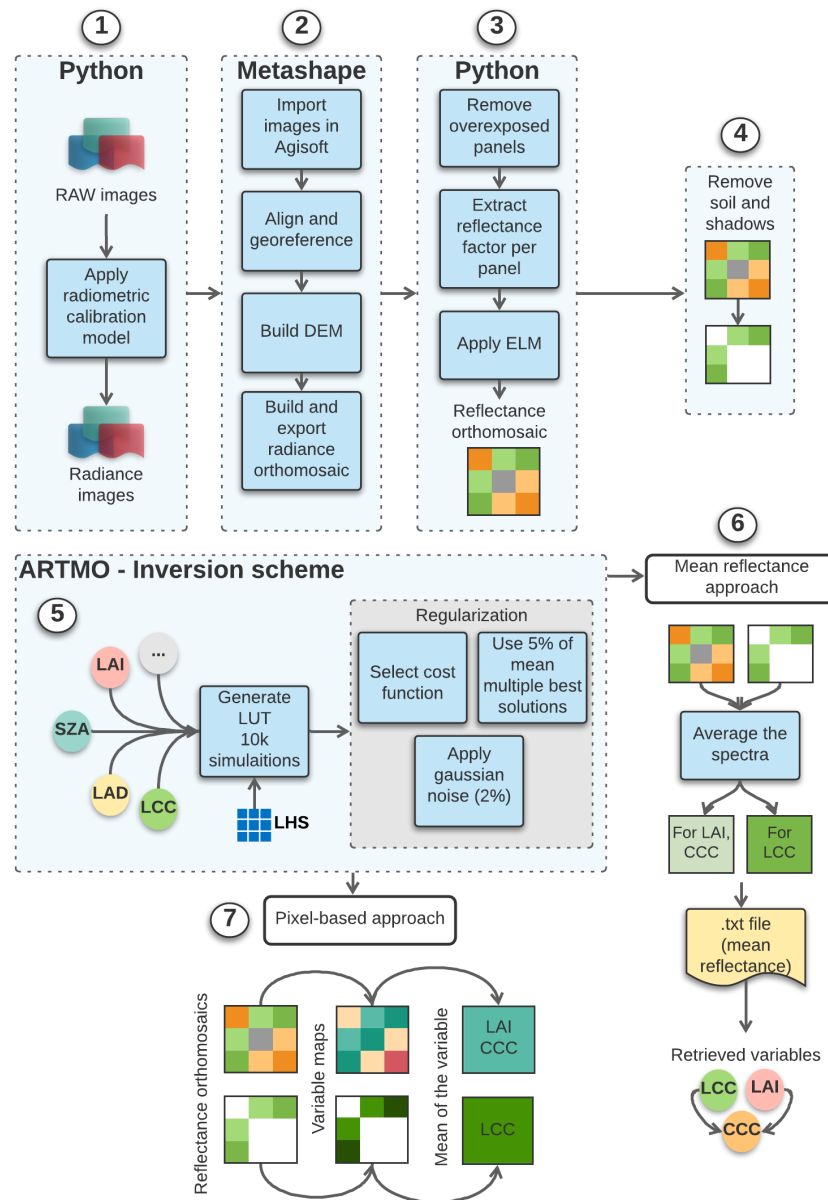 1
Python
RAW images
Apply
radiometric
calibration
model
Radiance
images
2
Metashape
Import
images in
Agisoft
Align and
georeference
Build DEM
Build and
export
radiance
orthomosaic
3
Python
Remove
overexposed
panels
Extract
reflectance
factor per
panel
Apply ELM
Reflectance
orthomosaic
4
Remove
soil and
shadows
ARTMO - Inversion scheme
5
LAI
...
SZA
LAD
LCC
Generate
LUT
10k
simulaitions
LHS
Regularization
Select cost
function
Use 5% of
mean
multiple best
solutions
Apply
gaussian
noise (2%)
6
Mean reflectance
approach
Average the
spectra
For LAI,
CCC
For
LCC
.txt file
(mean
reflectance)
Retrieved variables
LCC
LAI
CCC
7
Pixel-based approach
Reflectance orthomosaics
Variable maps
Mean of the variable
LAI
CCC
LCC